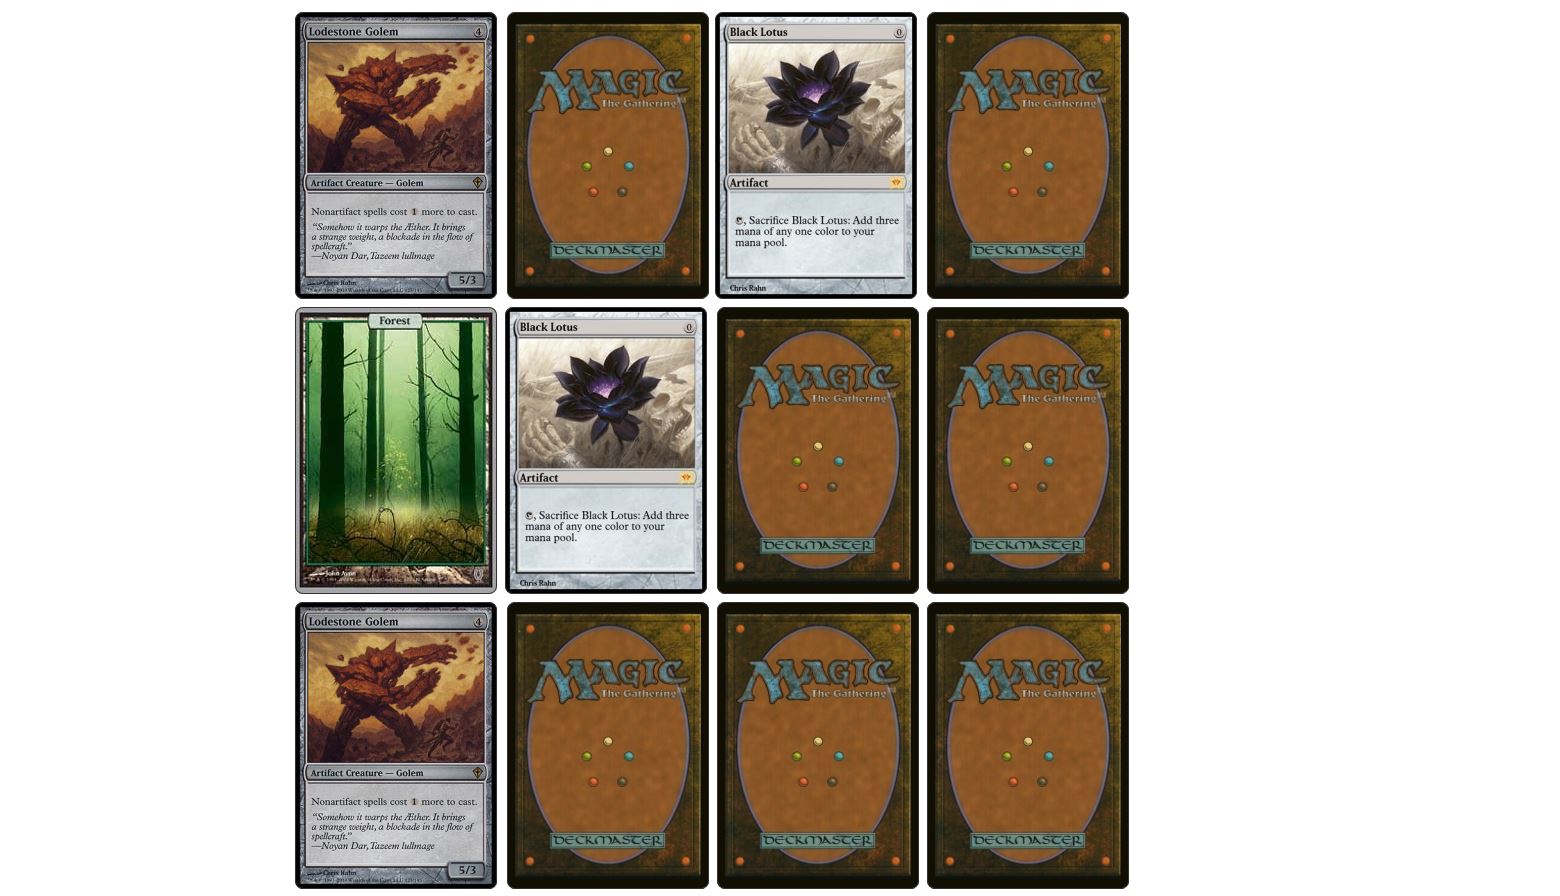 Lodestone Golem 4
Artifact Creature — Golem
Nonartifact spells cost 1 more to cast.
“Somehow it warps the Æther. It brings
a strange weight, a blockade in the flow of
spellcraft.”
—Noyan Dar, Tazeem lullmage
Chris Rahn
5/3
MAGIC
The Gathering
DECKMASTER
Black Lotus 0
Artifact
, Sacrifice Black Lotus: Add three
mana of any one color to your
mana pool.
Chris Rahn
MAGIC
The Gathering
DECKMASTER
Forest
John Avon
Black Lotus 0
Artifact
, Sacrifice Black Lotus: Add three
mana of any one color to your
mana pool.
Chris Rahn
MAGIC
The Gathering
DECKMASTER
MAGIC
The Gathering
DECKMASTER
Lodestone Golem 4
Artifact Creature — Golem
Nonartifact spells cost 1 more to cast.
“Somehow it warps the Æther. It brings
a strange weight, a blockade in the flow of
spellcraft.”
—Noyan Dar, Tazeem lullmage
Chris Rahn
5/3
MAGIC
The Gathering
DECKMASTER
MAGIC
The Gathering
DECKMASTER
MAGIC
The Gathering
DECKMASTER